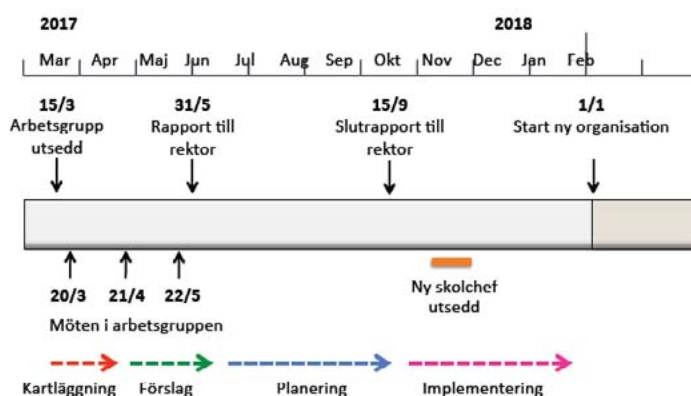 2017 2018
Mar Apr Maj Jun Jul Aug Sep Okt Nov Dec Jan Feb
15/3 31/5 15/9 1/1
Arbetsgrupp Rapport till Slutrapport till Start ny organisation
utsedd rektor rektor
20/3 21/4 22/5 Ny skolchef
Möten i arbetsgruppen utsedd
Kartläggning Förslag Planering Implementering